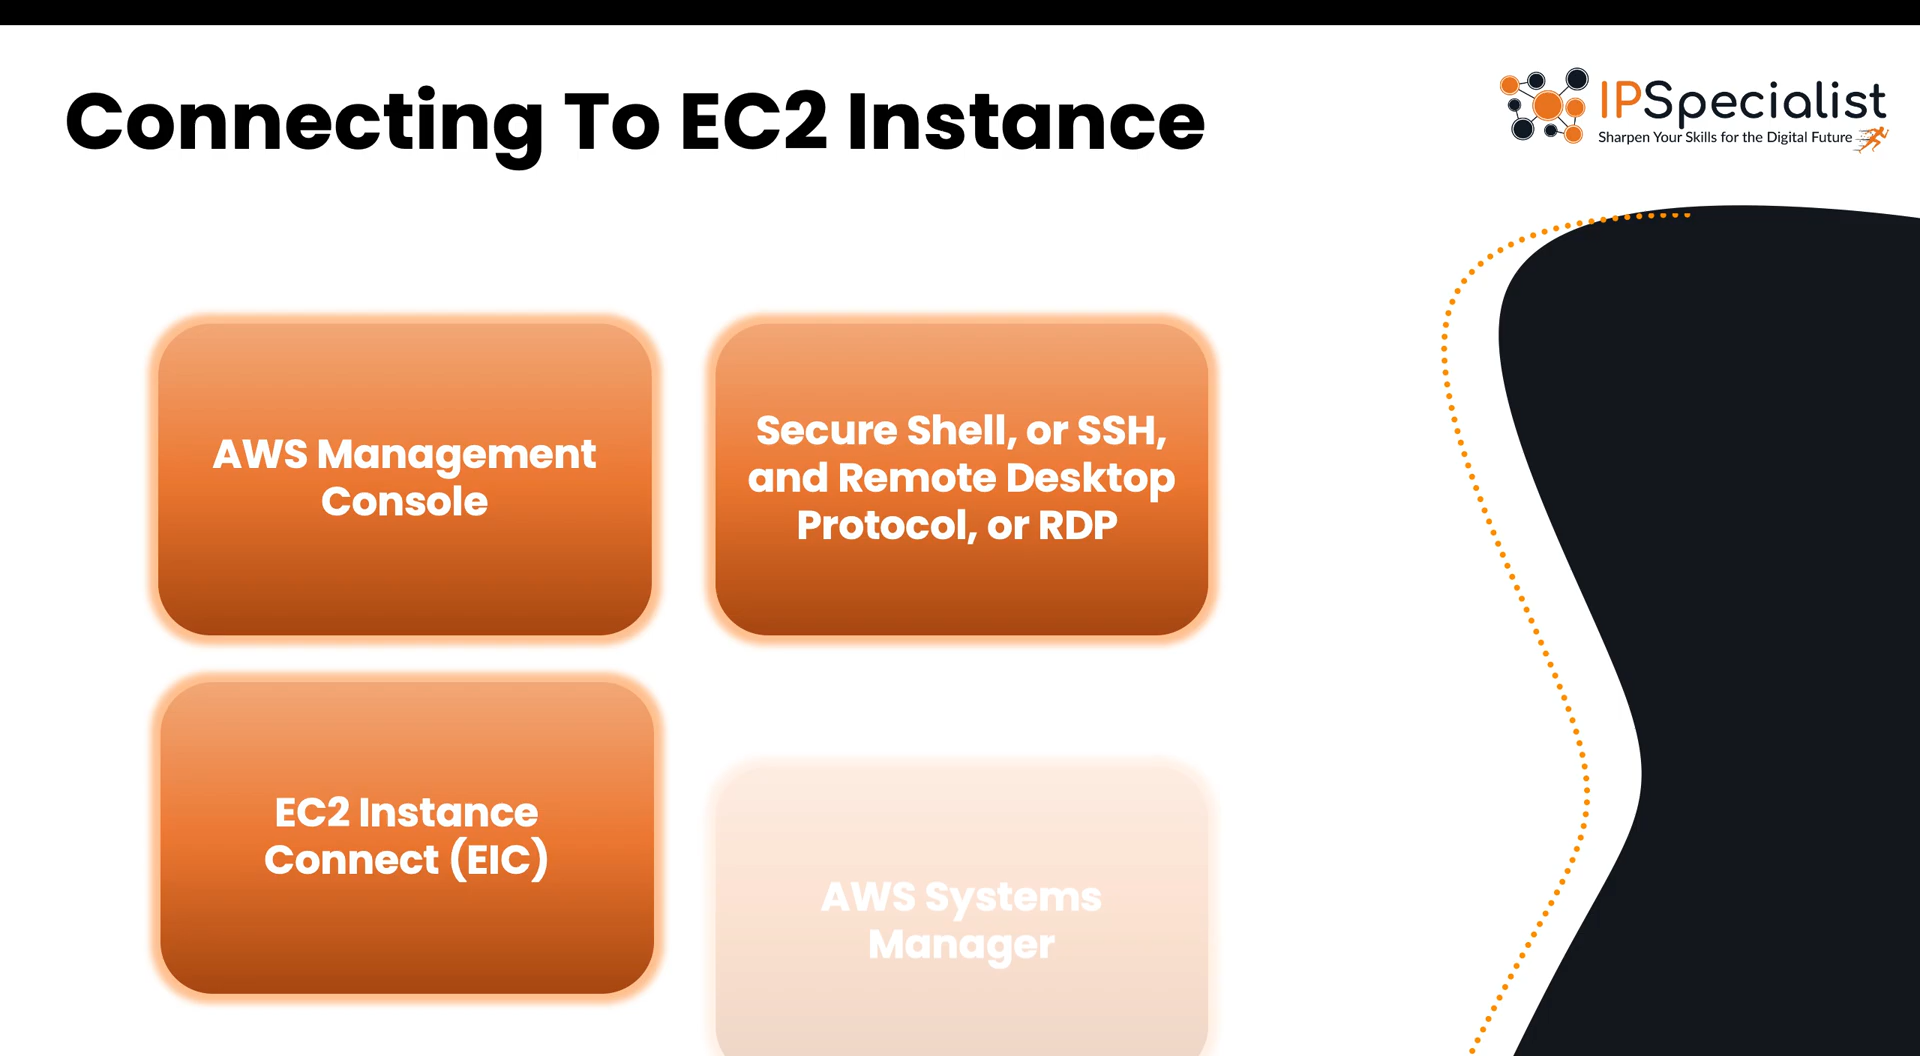 Connecting To EC2 Instance
IPSpecialist
Sharpen Your Skills for the Digital Future
AWS Management
Console
Secure Shell, or SSH,
and Remote Desktop
Protocol, or RDP
EC2 Instance
Connect (EIC)
AWS Systems
Manager